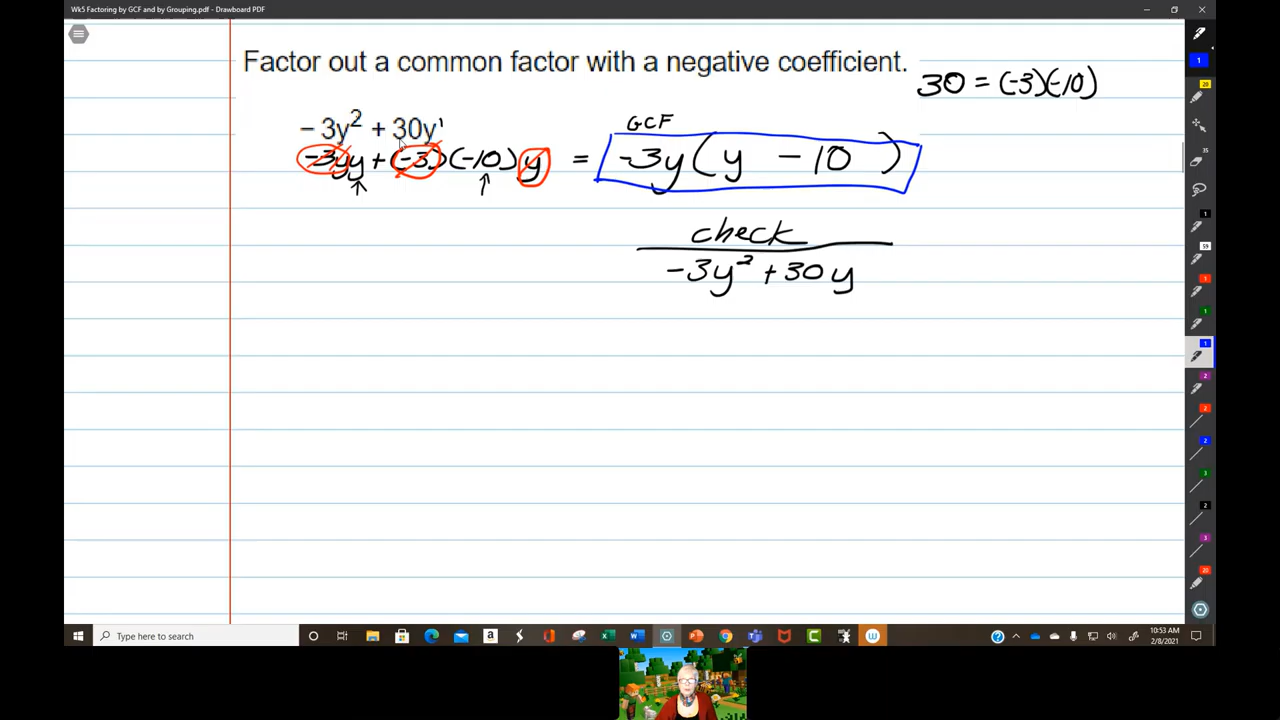 Wk5 Factoring by GCF and by Grouping.pdf - Drawboard PDF
Factor out a common factor with a negative coefficient.
30 = (-3)(-10)
- 3y² + 30y¹
GCF
-3yy + (-3)(-10)y = -3y(y - 10)
check
-3y² + 30y
Type here to search
10:53 AM
2/8/2021